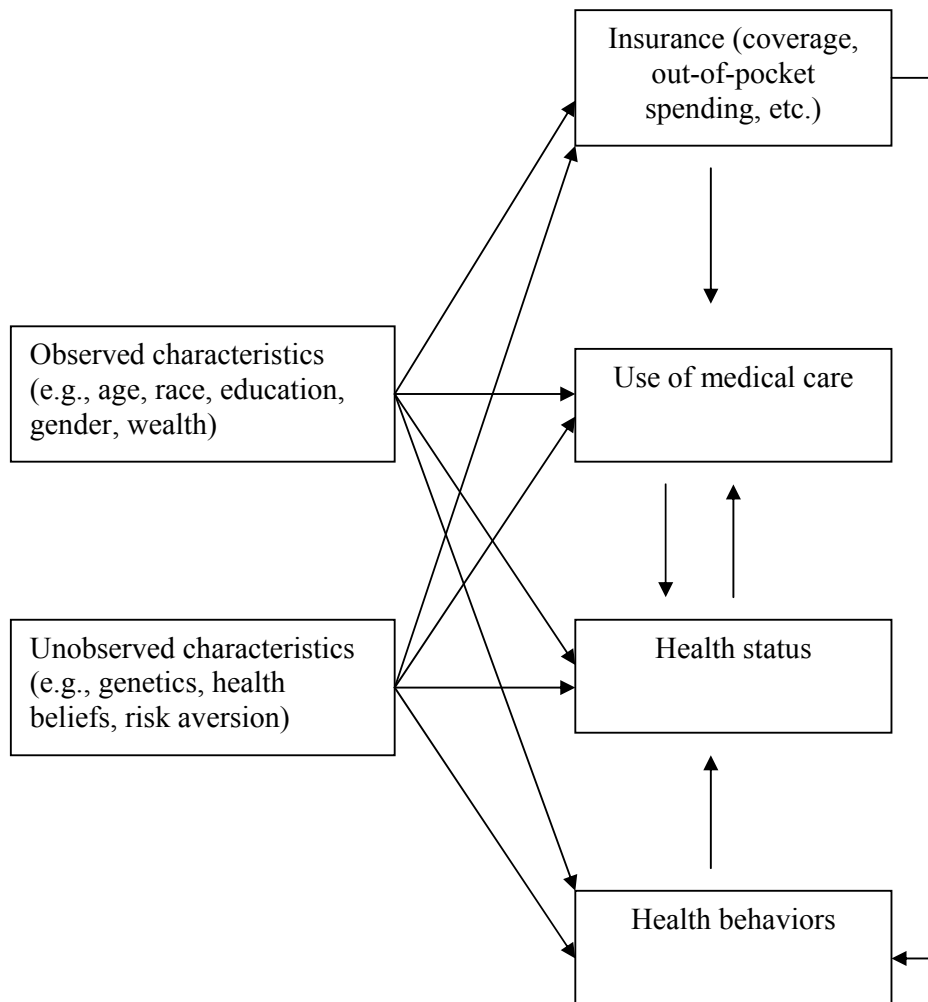 Insurance (coverage,
out-of-pocket
spending, etc.)
Observed characteristics
(e.g., age, race, education,
gender, wealth)
Use of medical care
Unobserved characteristics
(e.g., genetics, health
beliefs, risk aversion)
Health status
Health behaviors